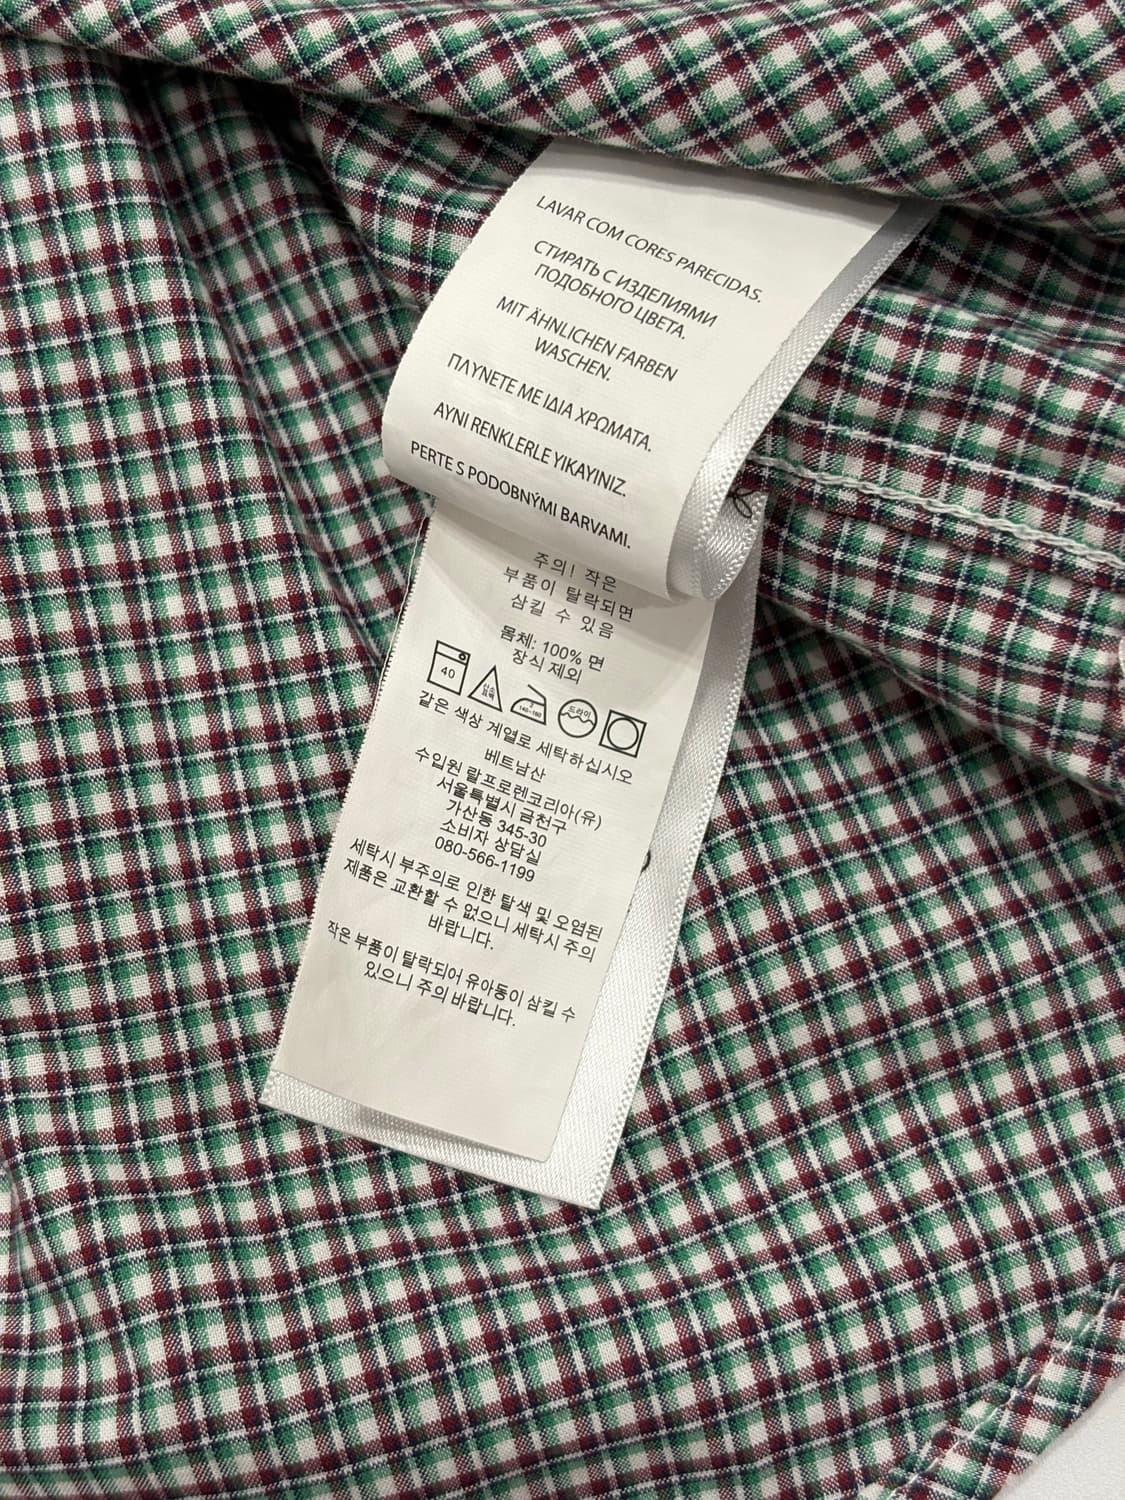 LAVAR COM CORES PARECIDAS.
СТИРАТЬ С ИЗДЕЛИЯМИ
ПОДОБНОГО ЦВЕТА.
MIT ÄHNLICHEN FARBEN
WASCHEN.
ΠΛΥΝΕΤΕ ΜΕ ΙΔΙΑ ΧΡΩΜΑΤΑ.
AYNI RENKLERLE YIKAYINIZ.
PERTE S PODOBNÝMI BARVAMI.
주의! 작은
부품이 탈락되면
삼킬 수 있음
몸체: 100% 면
장식 제외
40
140~160
드라이
같은 색상 계열로 세탁하십시오
베트남산
수입원 랄프로렌코리아(유)
서울특별시 금천구
가산동 345-30
소비자 상담실
080-566-1199
세탁시 부주의로 인한 탈색 및 오염된
제품은 교환할 수 없으니 세탁시 주의
바랍니다.
작은 부품이 탈락되어 유아동이 삼킬 수
있으니 주의 바랍니다.